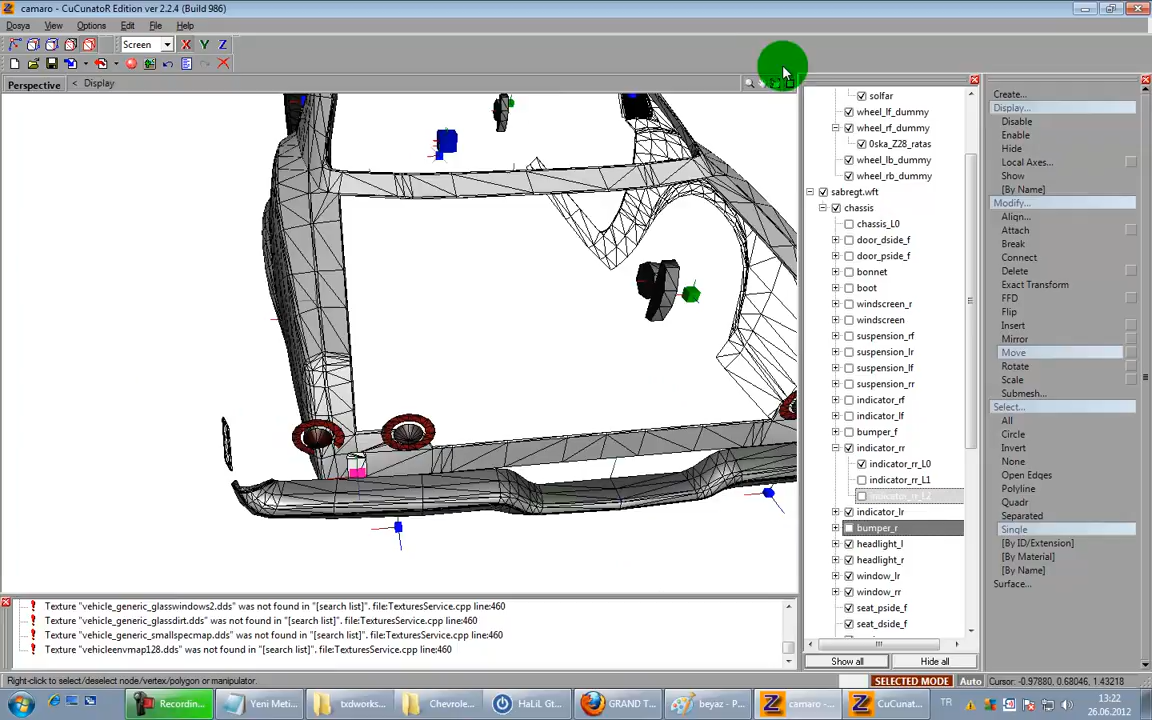 camaro - CuCunatoR Edition ver 2.2.4 (Build 986)
Dosya View Options Edit File Help
Screen X Y Z
Perspective < Display
solfar
wheel_lf_dummy
wheel_rf_dummy
0ska_Z28_ratas
wheel_lb_dummy
wheel_rb_dummy
sabregt.wft
chassis
chassis_L0
door_dside_f
door_pside_f
bonnet
boot
windscreen_r
windscreen
suspension_rf
suspension_lr
suspension_lf
suspension_rr
indicator_rf
indicator_lf
bumper_f
indicator_rr
indicator_rr_L0
indicator_rr_L1
indicator_rr_L2
indicator_lr
bumper_r
headlight_l
headlight_r
window_lr
window_rr
seat_pside_f
seat_dside_f
Show all Hide all
Create...
Display...
Disable
Enable
Hide
Local Axes...
Show
[By Name]
Modify...
Align...
Attach
Break
Connect
Delete
Exact Transform
FFD
Flip
Insert
Mirror
Move
Rotate
Scale
Submesh...
Select...
All
Circle
Invert
None
Open Edges
Polyline
Quadr
Separated
Single
[By ID/Extension]
[By Material]
[By Name]
Surface...
Texture "vehicle_generic_glasswindows2.dds" was not found in "[search list]". file:TexturesService.cpp line:460
Texture "vehicle_generic_glassdirt.dds" was not found in "[search list]". file:TexturesService.cpp line:460
Texture "vehicle_generic_smallspecmap.dds" was not found in "[search list]". file:TexturesService.cpp line:460
Texture "vehicleenvmap128.dds" was not found in "[search list]". file:TexturesService.cpp line:460
Right-click to select/deselect node/vertex/polygon or manipulator.
SELECTED MODE Auto Cursor: -0.97880, 0.68046, 1.43218
Recordin... Yeni Meti... txdworks... Chevrole... HaLiL Gt... GRAND T... beyaz - P... camaro -... CuCunat...
TR
13:22
26.06.2012